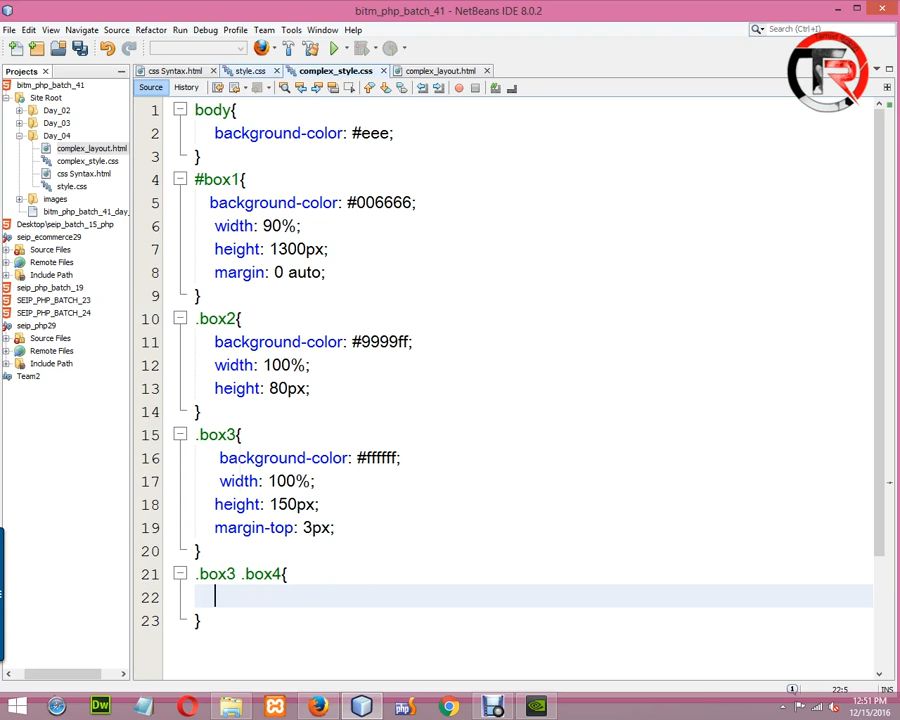 bitm_php_batch_41 - NetBeans IDE 8.0.2
File Edit View Navigate Source Refactor Run Debug Profile Team Tools Window Help
Search (Ctrl+I)
Projects
css Syntax.html
style.css
complex_style.css
complex_layout.html
Source History
bitm_php_batch_41
Site Root
Day_02
Day_03
Day_04
complex_layout.html
complex_style.css
css Syntax.html
style.css
images
bitm_php_batch_41_day_
Desktop\seip_batch_15_php
seip_ecommerce29
Source Files
Remote Files
Include Path
seip_php_batch_19
SEIP_PHP_BATCH_23
SEIP_PHP_BATCH_24
seip_php29
Source Files
Remote Files
Include Path
Team2
1 body{
2 background-color: #eee;
3 }
4 #box1{
5 background-color: #006666;
6 width: 90%;
7 height: 1300px;
8 margin: 0 auto;
9 }
10 .box2{
11 background-color: #9999ff;
12 width: 100%;
13 height: 80px;
14 }
15 .box3{
16 background-color: #ffffff;
17 width: 100%;
18 height: 150px;
19 margin-top: 3px;
20 }
21 .box3 .box4{
22
23 }
1
22:5
INS
Dw
php
12:51 PM
12/15/2016